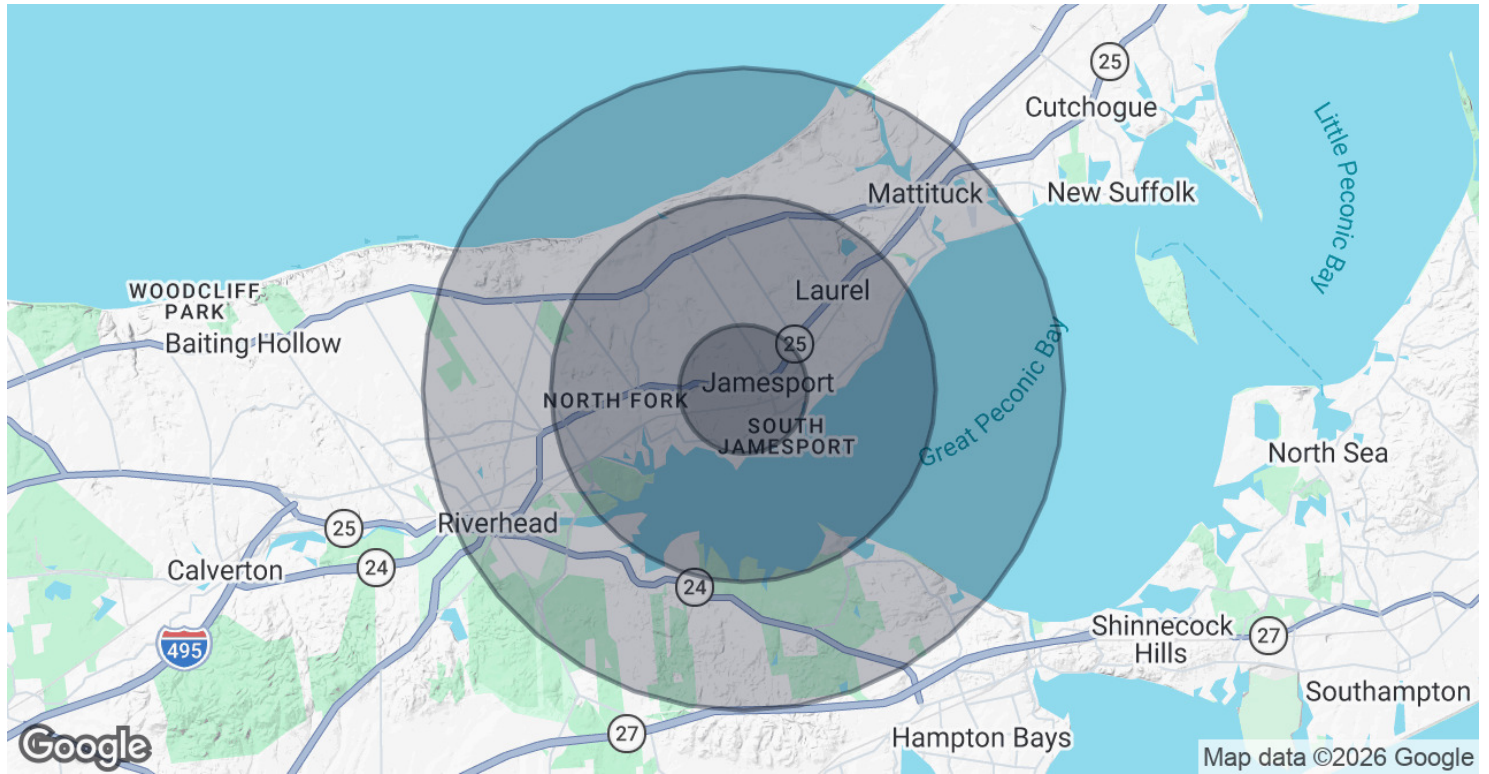 25
Cutchogue
Little Peconic Bay
Mattituck
New Suffolk
WOODCLIFF
PARK
Laurel
Baiting Hollow
25
Jamesport
NORTH FORK
SOUTH
JAMESPORT
Great Peconic Bay
North Sea
Riverhead
25
Calverton
24
24
495
Shinnecock
Hills
27
Southampton
27
Hampton Bays
Google
Map data ©2026 Google